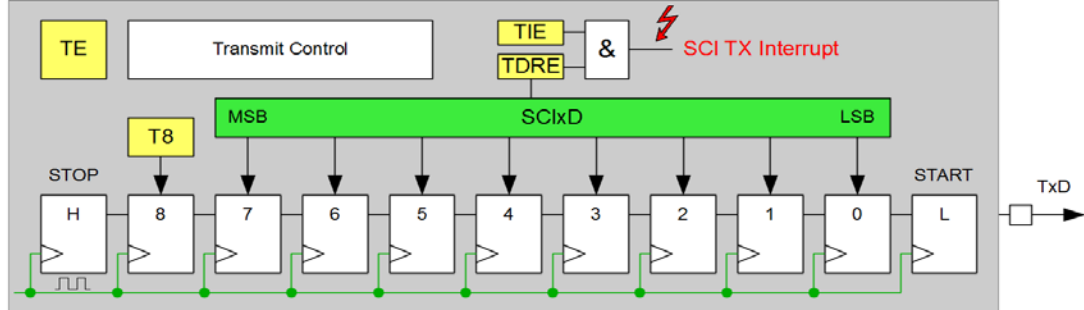 TE
Transmit Control
TIE
TDRE
&
SCI TX Interrupt
MSB
SCIxD
LSB
T8
STOP
START
TxD
H
8
7
6
5
4
3
2
1
0
L